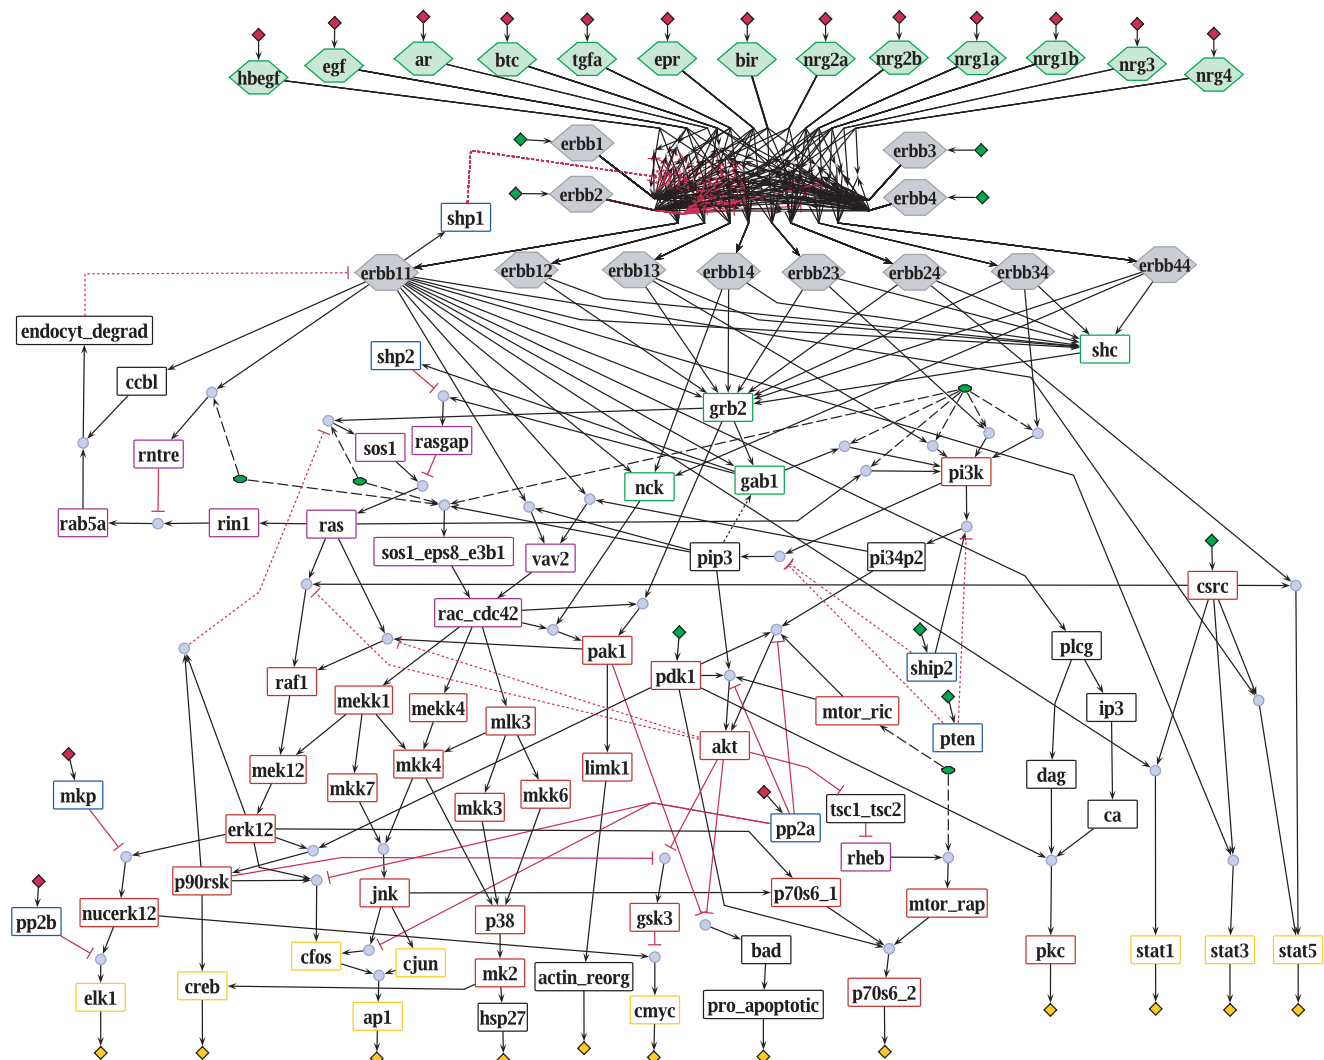 hbegf
egf
ar
btc
tgfa
epr
bir
nrg2a
nrg2b
nrg1a
nrg1b
nrg3
nrg4
erbb1
erbb3
erbb2
erbb4
shp1
erbb11
erbb12
erbb13
erbb14
erbb23
erbb24
erbb34
erbb44
endocyt_degrad
shp2
shc
ccbl
grb2
rntre
sos1
rasgap
nck
gab1
pi3k
rab5a
rin1
ras
sos1_eps8_e3b1
vav2
pip3
pi34p2
csrc
rac_cdc42
pak1
plcg
raf1
pdk1
ship2
mekk1
mekk4
mlk3
mtor_ric
ip3
akt
pten
mek12
mkk4
limk1
dag
mkp
mkk7
mkk3
mkk6
tsc1_tsc2
ca
erk12
pp2a
rheb
p90rsk
jnk
p70s6_1
mtor_rap
pp2b
nucerk12
p38
gsk3
cfos
cjun
bad
pkc
stat1
stat3
stat5
elk1
creb
mk2
actin_reorg
p70s6_2
ap1
hsp27
cmyc
pro_apoptotic